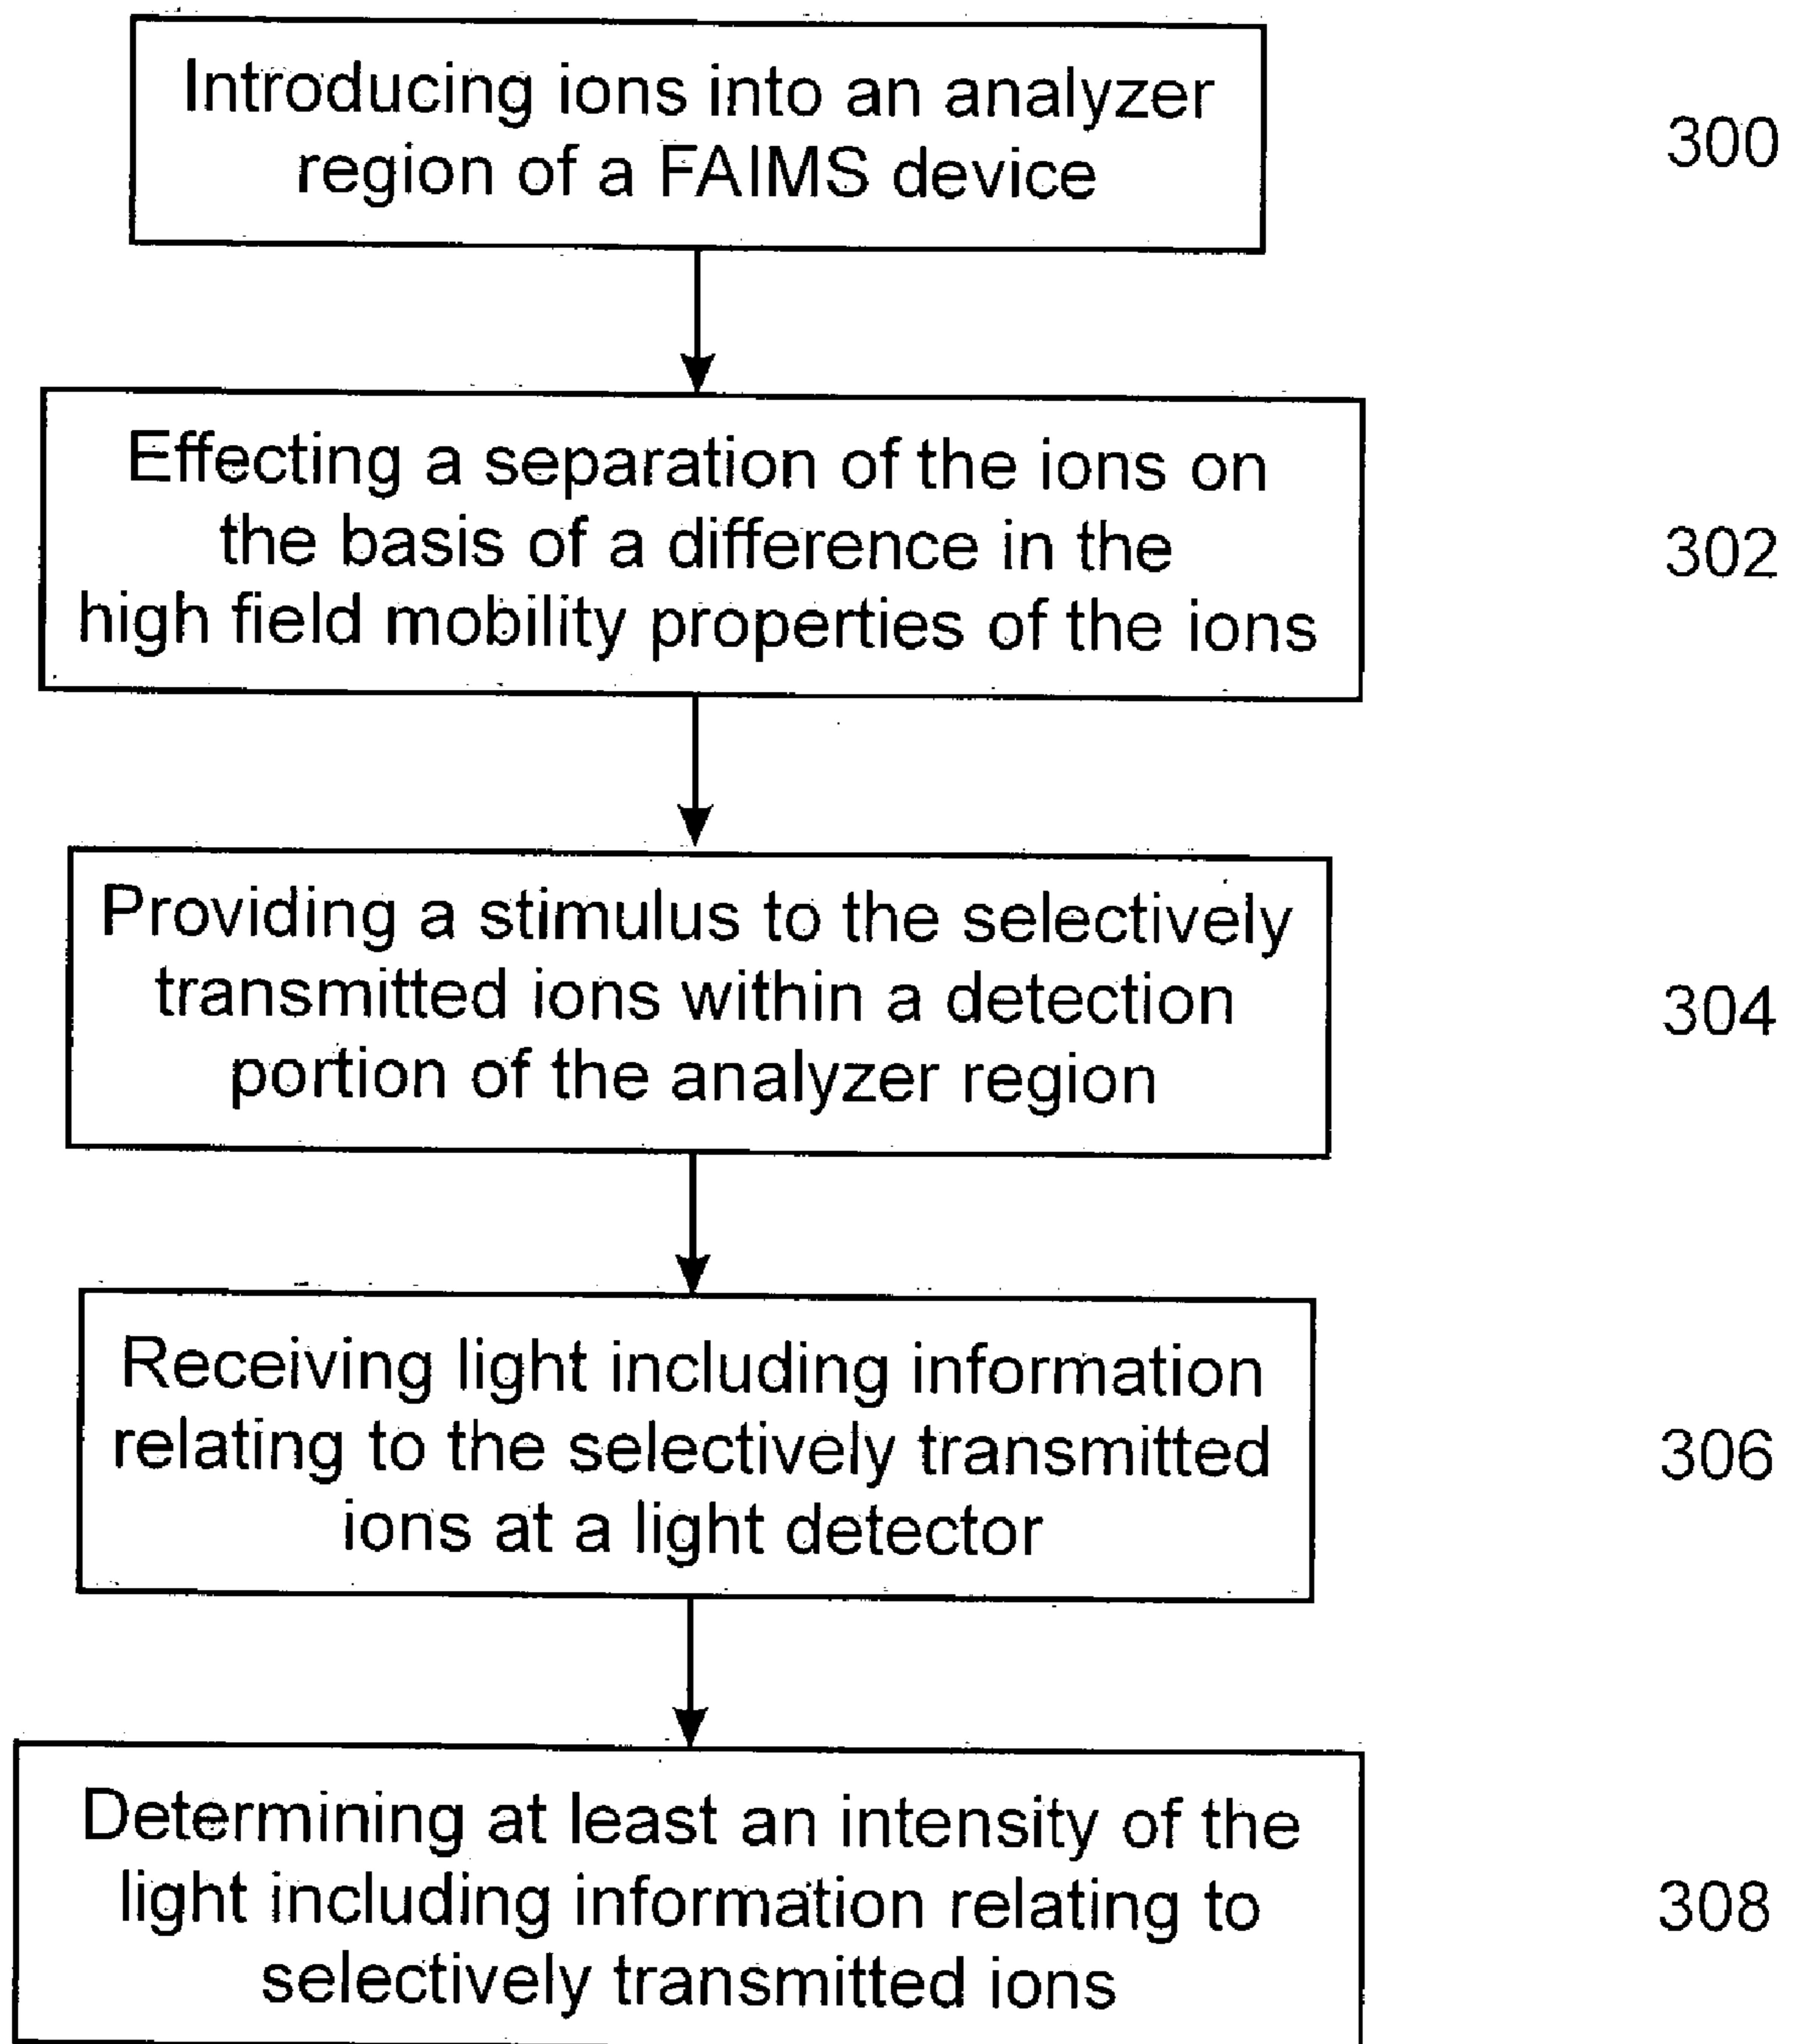 Introducing ions into an analyzer
region of a FAIMS device
300
Effecting a separation of the ions on
the basis of a difference in the
high field mobility properties of the ions
302
Providing a stimulus to the selectively
transmitted ions within a detection
portion of the analyzer region
304
Receiving light including information
relating to the selectively transmitted
ions at a light detector
306
Determining at least an intensity of the
light including information relating to
selectively transmitted ions
308